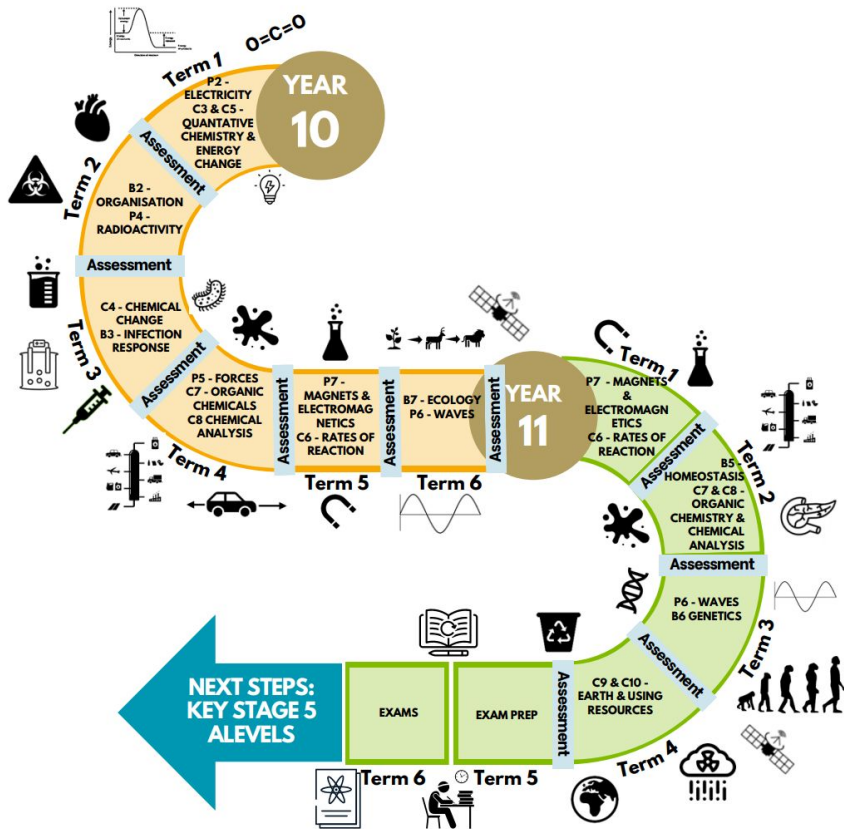 O=C=O
Term 1
YEAR
10
P2 -
ELECTRICITY
C3 & C5 -
QUANTATIVE
CHEMISTRY &
ENERGY
CHANGE
Assessment
Term 2
B2 -
ORGANISATION
P4 -
RADIOACTIVITY
Assessment
Term 3
C4 - CHEMICAL
CHANGE
B3 - INFECTION
RESPONSE
Assessment
Term 4
P5 - FORCES
C7 - ORGANIC
CHEMICALS
C8 CHEMICAL
ANALYSIS
Assessment
P7 -
MAGNETS &
ELECTROMAG
NETICS
C6 - RATES OF
REACTION
Term 5
Assessment
B7 - ECOLOGY
P6 - WAVES
Term 6
Assessment
YEAR
11
Term 1
P7 - MAGNETS
&
ELECTROMAGN
ETICS
C6 - RATES OF
REACTION
Assessment
Term 2
B5 -
HOMEOSTASIS
C7 & C8 -
ORGANIC
CHEMISTRY &
CHEMICAL
ANALYSIS
Assessment
P6 - WAVES
B6 GENETICS
Term 3
Assessment
C9 & C10 -
EARTH & USING
RESOURCES
Term 4
Assessment
EXAM PREP
Term 5
EXAMS
Term 6
NEXT STEPS:
KEY STAGE 5
ALEVELS